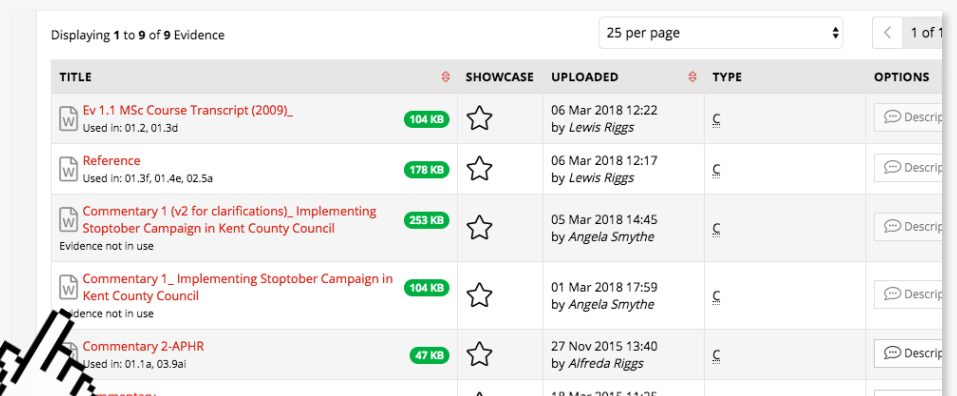 Displaying 1 to 9 of 9 Evidence
25 per page
1 of 1
TITLE SHOWCASE UPLOADED TYPE OPTIONS
Ev 1.1 MSc Course Transcript (2009)_
Used in: 01.2, 01.3d
104 KB
06 Mar 2018 12:22
by Lewis Riggs
C
Descrip
Reference
Used in: 01.3f, 01.4e, 02.5a
178 KB
06 Mar 2018 12:17
by Lewis Riggs
C
Descrip
Commentary 1 (v2 for clarifications)_ Implementing
Stoptober Campaign in Kent County Council
Evidence not in use
253 KB
05 Mar 2018 14:45
by Angela Smythe
C
Descrip
Commentary 1_ Implementing Stoptober Campaign in
Kent County Council
idence not in use
104 KB
01 Mar 2018 17:59
by Angela Smythe
C
Descrip
Commentary 2-APHR
Used in: 01.1a, 03.9ai
47 KB
27 Nov 2015 13:40
by Alfreda Riggs
C
Descrip